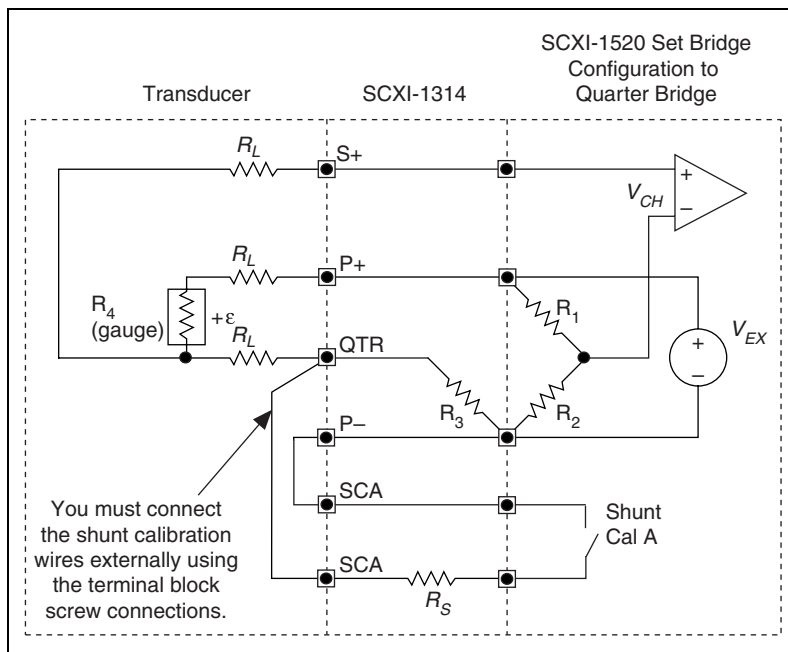 SCXI-1520 Set Bridge
Configuration to
Quarter Bridge
Transducer
SCXI-1314
R_L
S+
V_CH
+
–
R_L
P+
R_1
R_4
(gauge)
+ε
R_L
QTR
V_EX
+
–
R_3
R_2
P–
SCA
Shunt
Cal A
You must connect
the shunt calibration
wires externally using
the terminal block
screw connections.
SCA
R_S